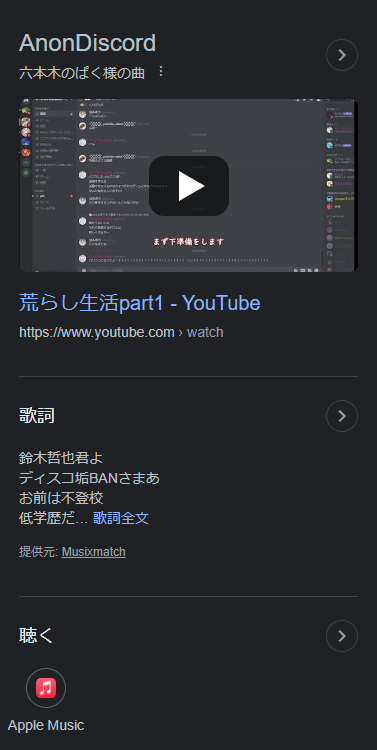 AnonDiscord
六本木のぱく様の曲
まず下準備をします
荒らし生活part1 - YouTube
https://www.youtube.com › watch
歌詞
鈴木哲也君よ
ディスコ垢BANさまあ
お前は不登校
低学歴だ... 歌詞全文
提供元: Musixmatch
聴く
Apple Music